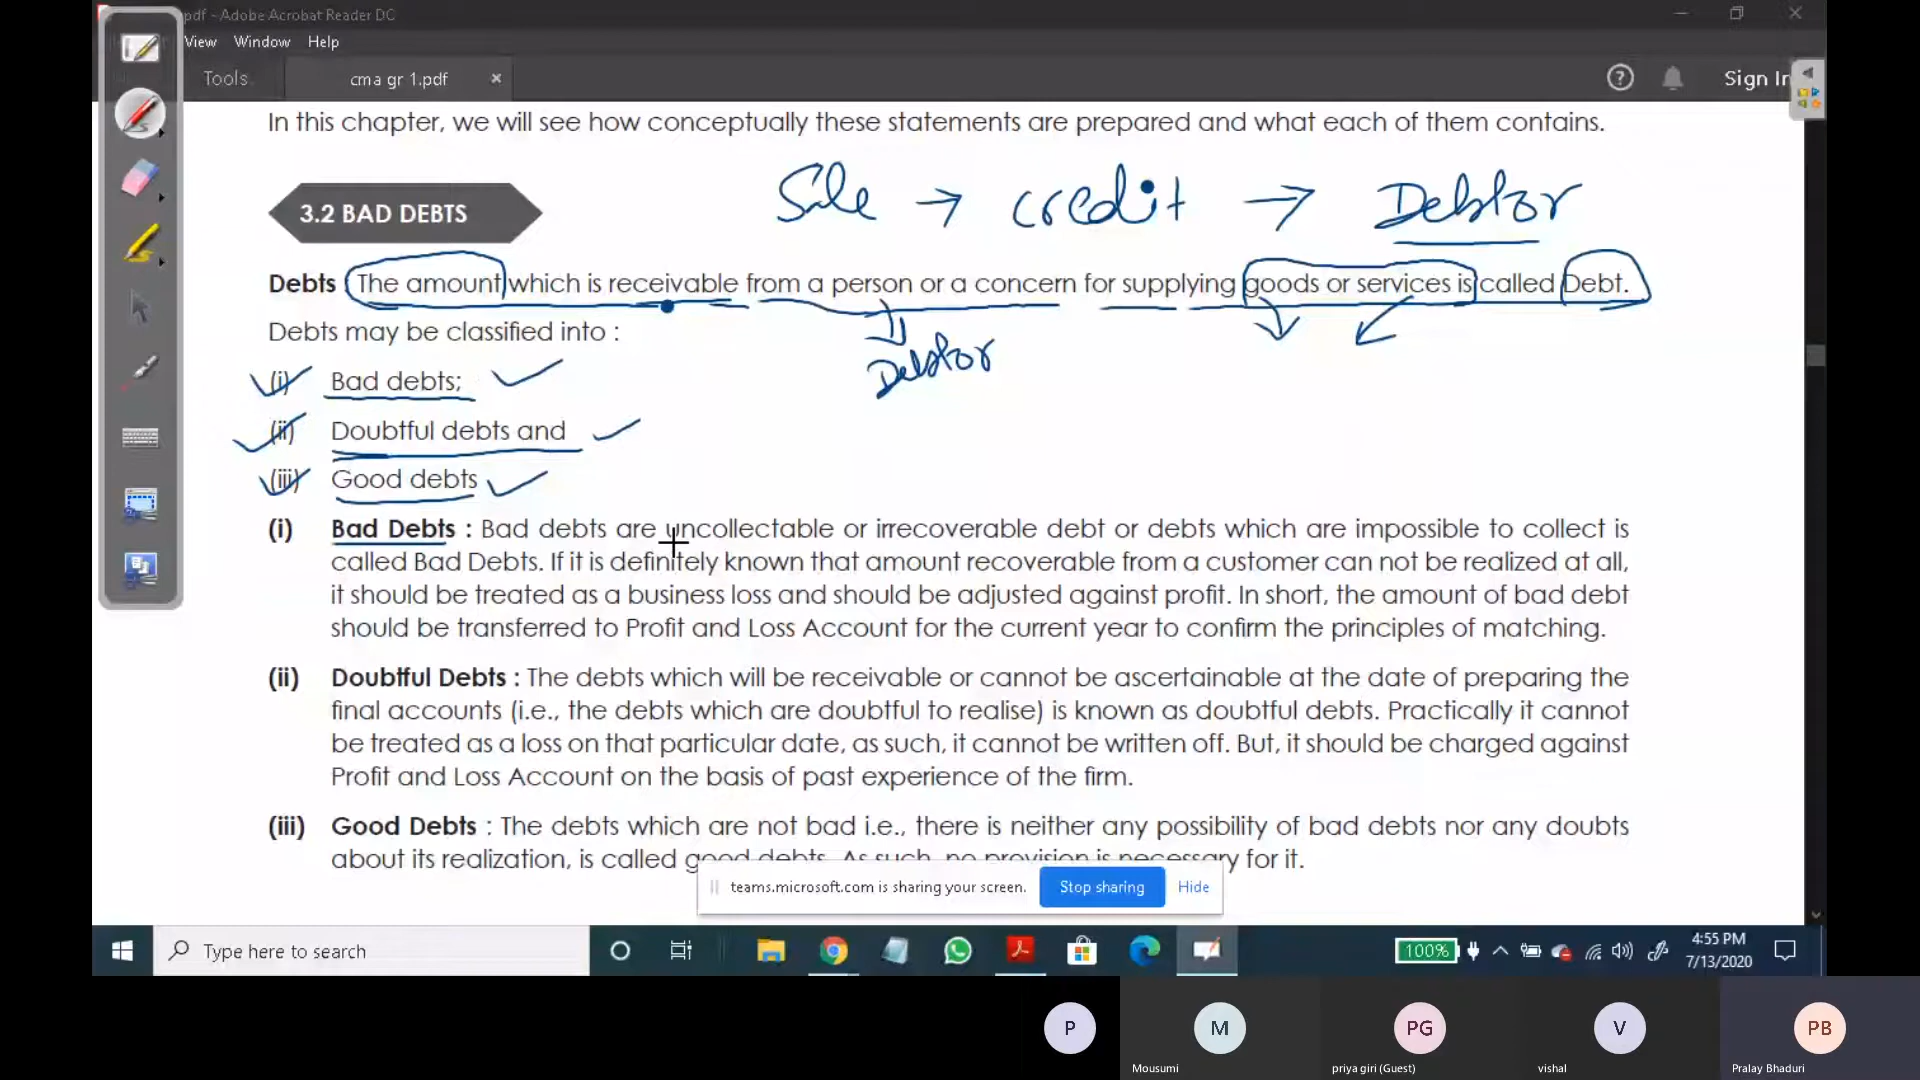 pdf - Adobe Acrobat Reader DC
View Window Help
Tools cma gr 1.pdf × Sign In
In this chapter, we will see how conceptually these statements are prepared and what each of them contains.
Sale → credit → Debtor
3.2 BAD DEBTS
Debts The amount which is receivable from a person or a concern for supplying goods or services is called Debt.
Debts may be classified into :
Debtor
(i) Bad debts;
(ii) Doubtful debts and
(iii) Good debts
(i) Bad Debts : Bad debts are uncollectable or irrecoverable debt or debts which are impossible to collect is
called Bad Debts. If it is definitely known that amount recoverable from a customer can not be realized at all,
it should be treated as a business loss and should be adjusted against profit. In short, the amount of bad debt
should be transferred to Profit and Loss Account for the current year to confirm the principles of matching.
(ii) Doubtful Debts : The debts which will be receivable or cannot be ascertainable at the date of preparing the
final accounts (i.e., the debts which are doubtful to realise) is known as doubtful debts. Practically it cannot
be treated as a loss on that particular date, as such, it cannot be written off. But, it should be charged against
Profit and Loss Account on the basis of past experience of the firm.
(iii) Good Debts : The debts which are not bad i.e., there is neither any possibility of bad debts nor any doubts
about its realization, is called good debts. As such, no provision is necessary for it.
teams.microsoft.com is sharing your screen. Stop sharing Hide
Type here to search 100% 4:55 PM
7/13/2020
P M PG V PB
Mousumi priya giri (Guest) vishal Pralay Bhaduri